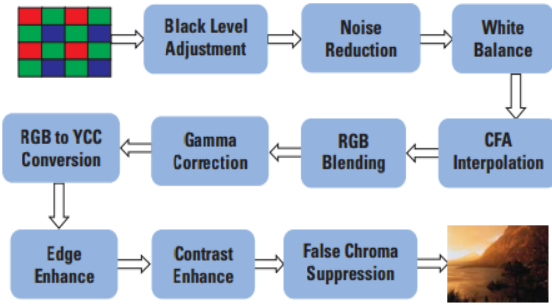 Black Level
Adjustment
Noise
Reduction
White
Balance
RGB to YCC
Conversion
Gamma
Correction
RGB
Blending
CFA
Interpolation
Edge
Enhance
Contrast
Enhance
False Chroma
Suppression